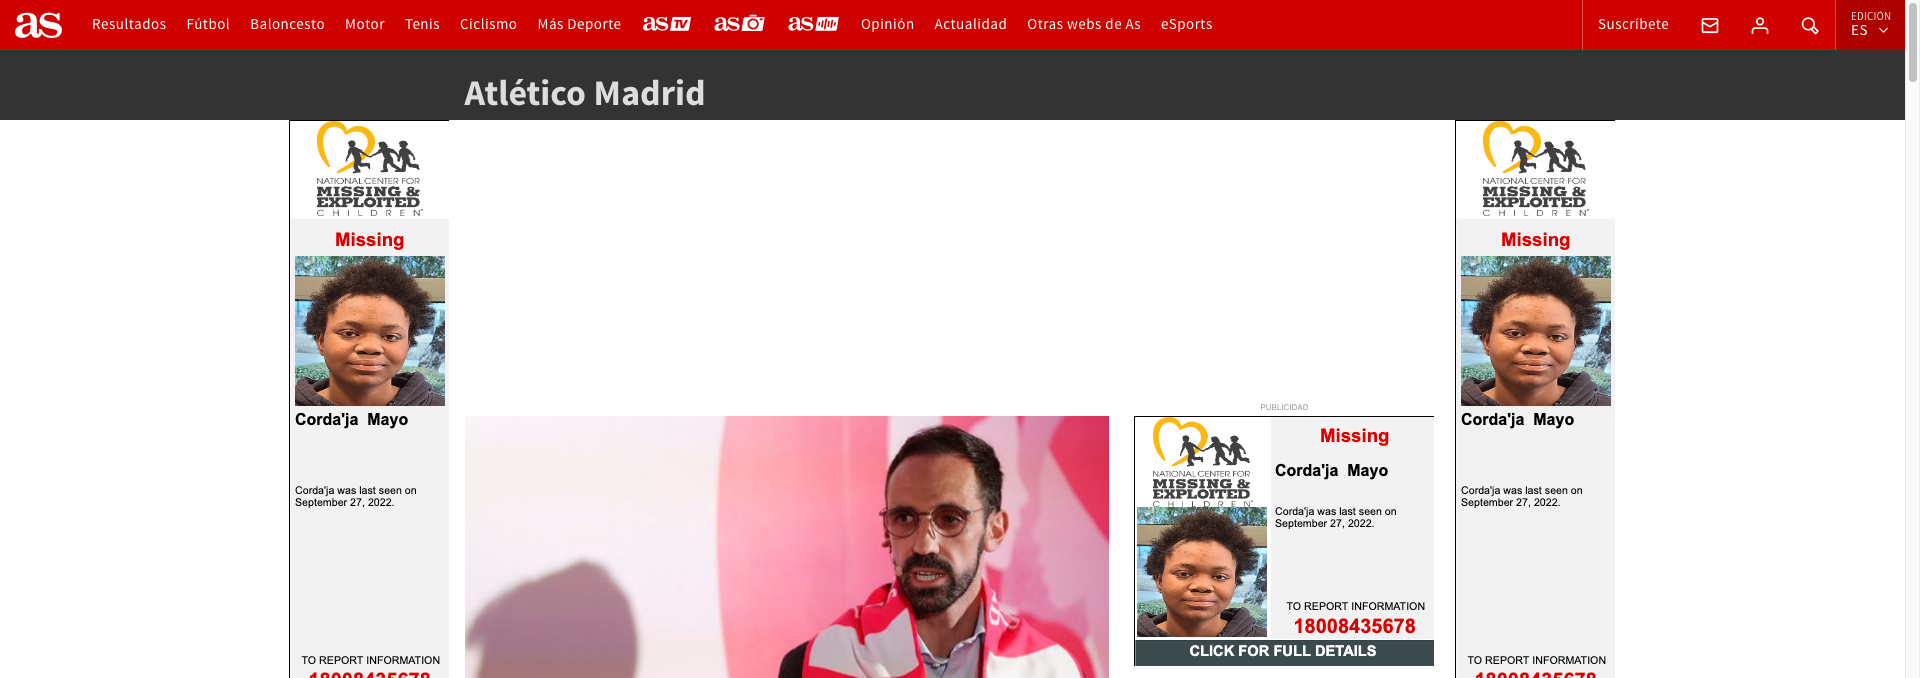 as
Resultados Fútbol Baloncesto Motor Tenis Ciclismo Más Deporte as TV as as Opinión Actualidad Otras webs de As eSports Suscríbete EDICIÓN
ES
Atlético Madrid
NATIONAL CENTER FOR
MISSING &
EXPLOITED
CHILDREN
Missing
Corda'ja Mayo
Corda'ja was last seen on
September 27, 2022.
TO REPORT INFORMATION
18008435678
PUBLICIDAD
NATIONAL CENTER FOR
MISSING &
EXPLOITED
CHILDREN
Missing
Corda'ja Mayo
Corda'ja was last seen on
September 27, 2022.
TO REPORT INFORMATION
18008435678
CLICK FOR FULL DETAILS
NATIONAL CENTER FOR
MISSING &
EXPLOITED
CHILDREN
Missing
Corda'ja Mayo
Corda'ja was last seen on
September 27, 2022.
TO REPORT INFORMATION
18008435678